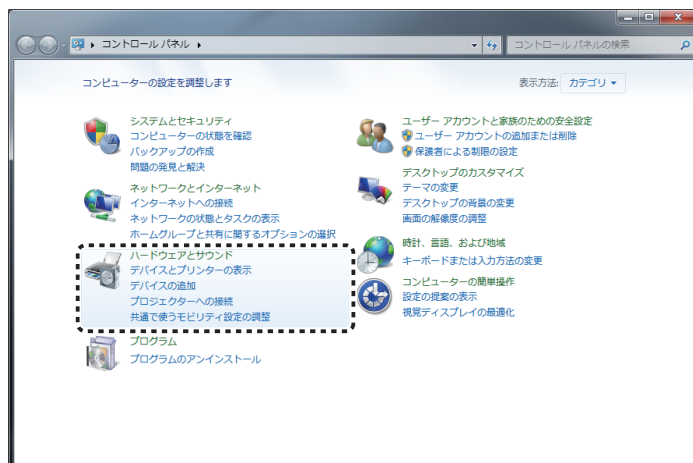 コントロール パネル
コントロール パネルの検索
コンピューターの設定を調整します
表示方法: カテゴリ
システムとセキュリティ
コンピューターの状態を確認
バックアップの作成
問題の発見と解決
ネットワークとインターネット
インターネットへの接続
ネットワークの状態とタスクの表示
ホームグループと共有に関するオプションの選択
ハードウェアとサウンド
デバイスとプリンターの表示
デバイスの追加
プロジェクターへの接続
共通で使うモビリティ設定の調整
プログラム
プログラムのアンインストール
ユーザー アカウントと家族のための安全設定
ユーザー アカウントの追加または削除
保護者による制限の設定
デスクトップのカスタマイズ
テーマの変更
デスクトップの背景の変更
画面の解像度の調整
時計、言語、および地域
キーボードまたは入力方法の変更
コンピューターの簡単操作
設定の提案の表示
視覚ディスプレイの最適化